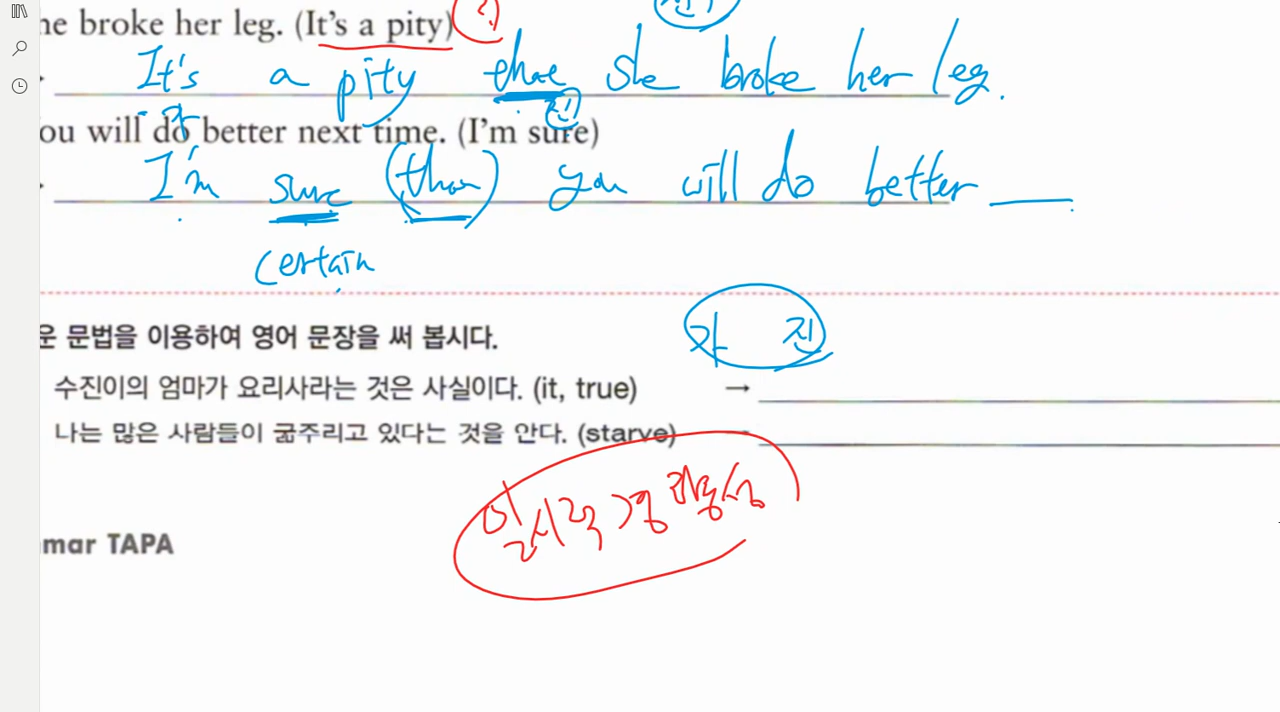 he broke her leg. (It's a pity)
It's a pity that she broke her leg.
가 진
ou will do better next time. (I'm sure)
I'm sure (that) you will do better
certain
가 진
운 문법을 이용하여 영어 문장을 써 봅시다.
수진이의 엄마가 요리사라는 것은 사실이다. (it, true) →
나는 많은 사람들이 굶주리고 있다는 것을 안다. (starve)
mar TAPA